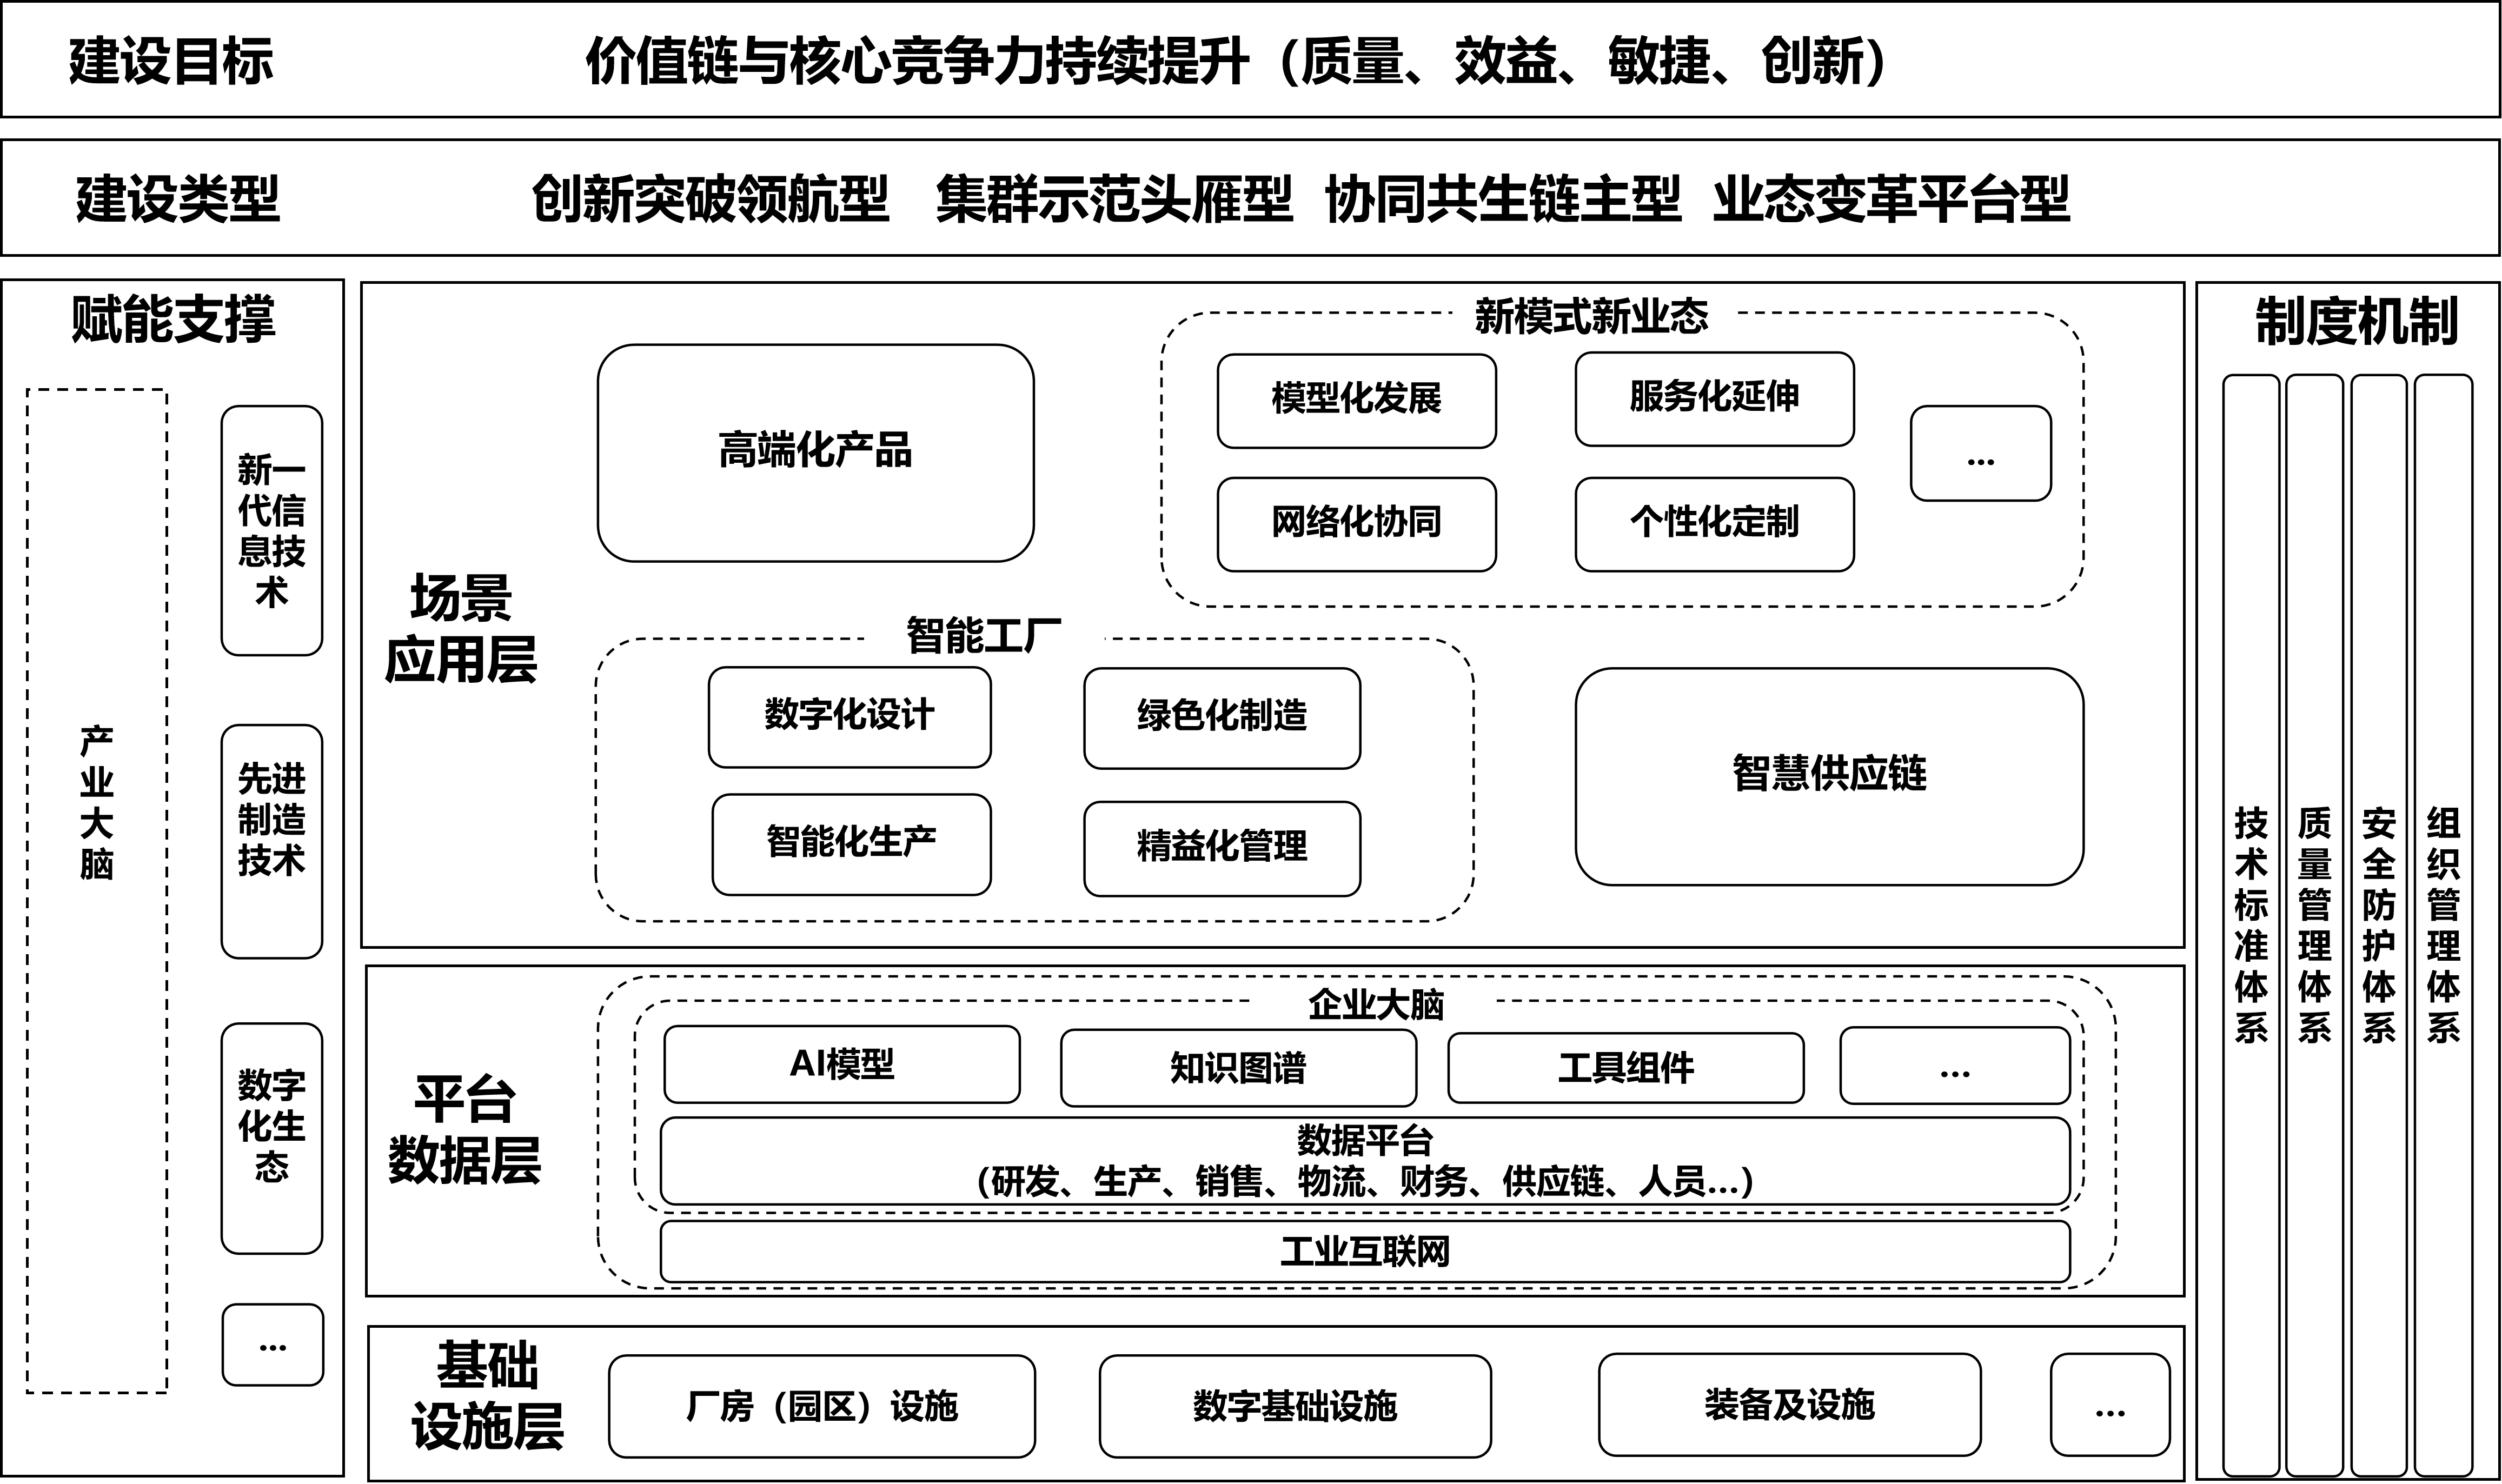 建设目标
价值链与核心竞争力持续提升（质量、效益、敏捷、创新）
建设类型
创新突破领航型 集群示范头雁型 协同共生链主型 业态变革平台型
赋能支撑
产
业
大
脑
新一
代信
息技
术
先进
制造
技术
数字
化生
态
...
场景
应用层
高端化产品
新模式新业态
模型化发展
服务化延伸
...
网络化协同
个性化定制
智能工厂
数字化设计
绿色化制造
智能化生产
精益化管理
智慧供应链
平台
数据层
企业大脑
AI模型
知识图谱
工具组件
...
数据平台
（研发、生产、销售、物流、财务、供应链、人员...）
工业互联网
基础
设施层
厂房（园区）设施
数字基础设施
装备及设施
...
制度机制
技
术
标
准
体
系
质
量
管
理
体
系
安
全
防
护
体
系
组
织
管
理
体
系